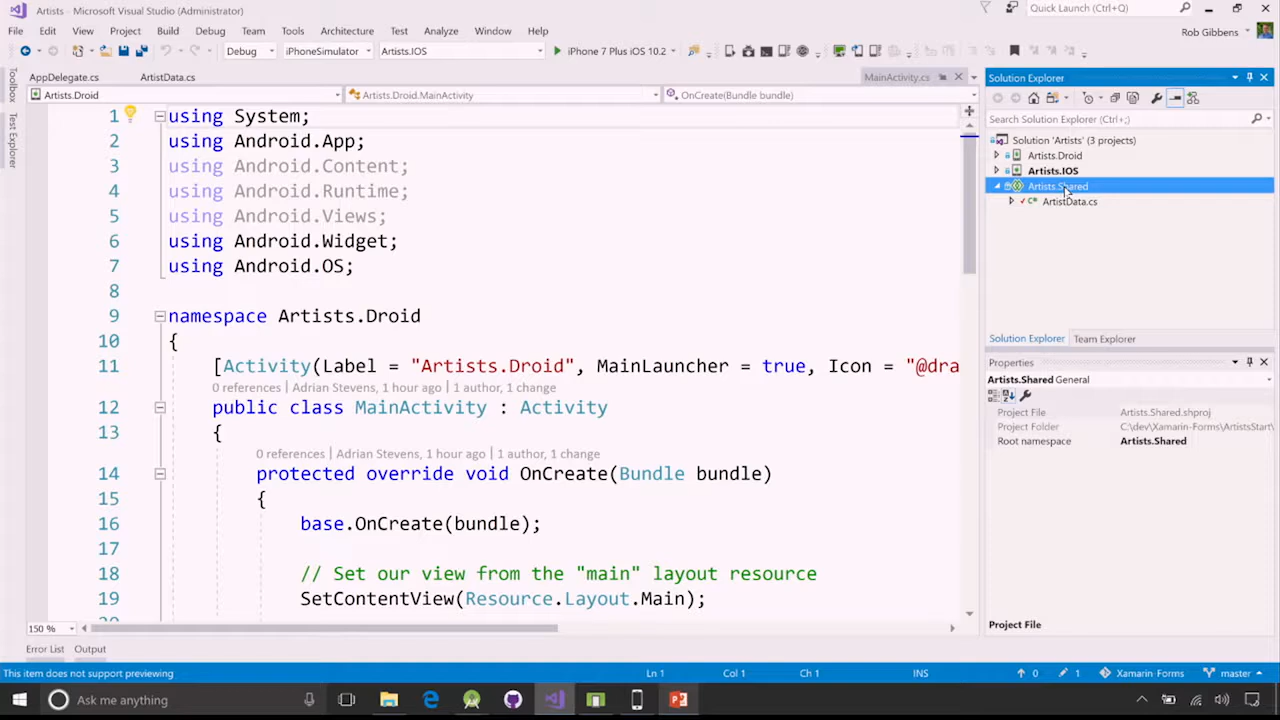 Artists - Microsoft Visual Studio (Administrator)
Quick Launch (Ctrl+Q)
File Edit View Project Build Debug Team Tools Architecture Test Analyze Window Help
Rob Gibbens
Debug iPhoneSimulator Artists.IOS iPhone 7 Plus iOS 10.2
Toolbox
Test Explorer
AppDelegate.cs ArtistData.cs MainActivity.cs
Artists.Droid Artists.Droid.MainActivity OnCreate(Bundle bundle)
1 using System;
2 using Android.App;
3 using Android.Content;
4 using Android.Runtime;
5 using Android.Views;
6 using Android.Widget;
7 using Android.OS;
8
9 namespace Artists.Droid
10 {
11 [Activity(Label = "Artists.Droid", MainLauncher = true, Icon = "@dra
0 references | Adrian Stevens, 1 hour ago | 1 author, 1 change
12 public class MainActivity : Activity
13 {
0 references | Adrian Stevens, 1 hour ago | 1 author, 1 change
14 protected override void OnCreate(Bundle bundle)
15 {
16 base.OnCreate(bundle);
17
18 // Set our view from the "main" layout resource
19 SetContentView(Resource.Layout.Main);
150 %
Solution Explorer
Search Solution Explorer (Ctrl+;)
Solution 'Artists' (3 projects)
Artists.Droid
Artists.IOS
Artists.Shared
C# ArtistData.cs
Solution Explorer Team Explorer
Properties
Artists.Shared General
Project File Artists.Shared.shproj
Project Folder C:\dev\Xamarin-Forms\ArtistsStart\
Root namespace Artists.Shared
Project File
Error List Output
This item does not support previewing Ln 1 Col 1 Ch 1 INS 0 1 Xamarin-Forms master
Ask me anything